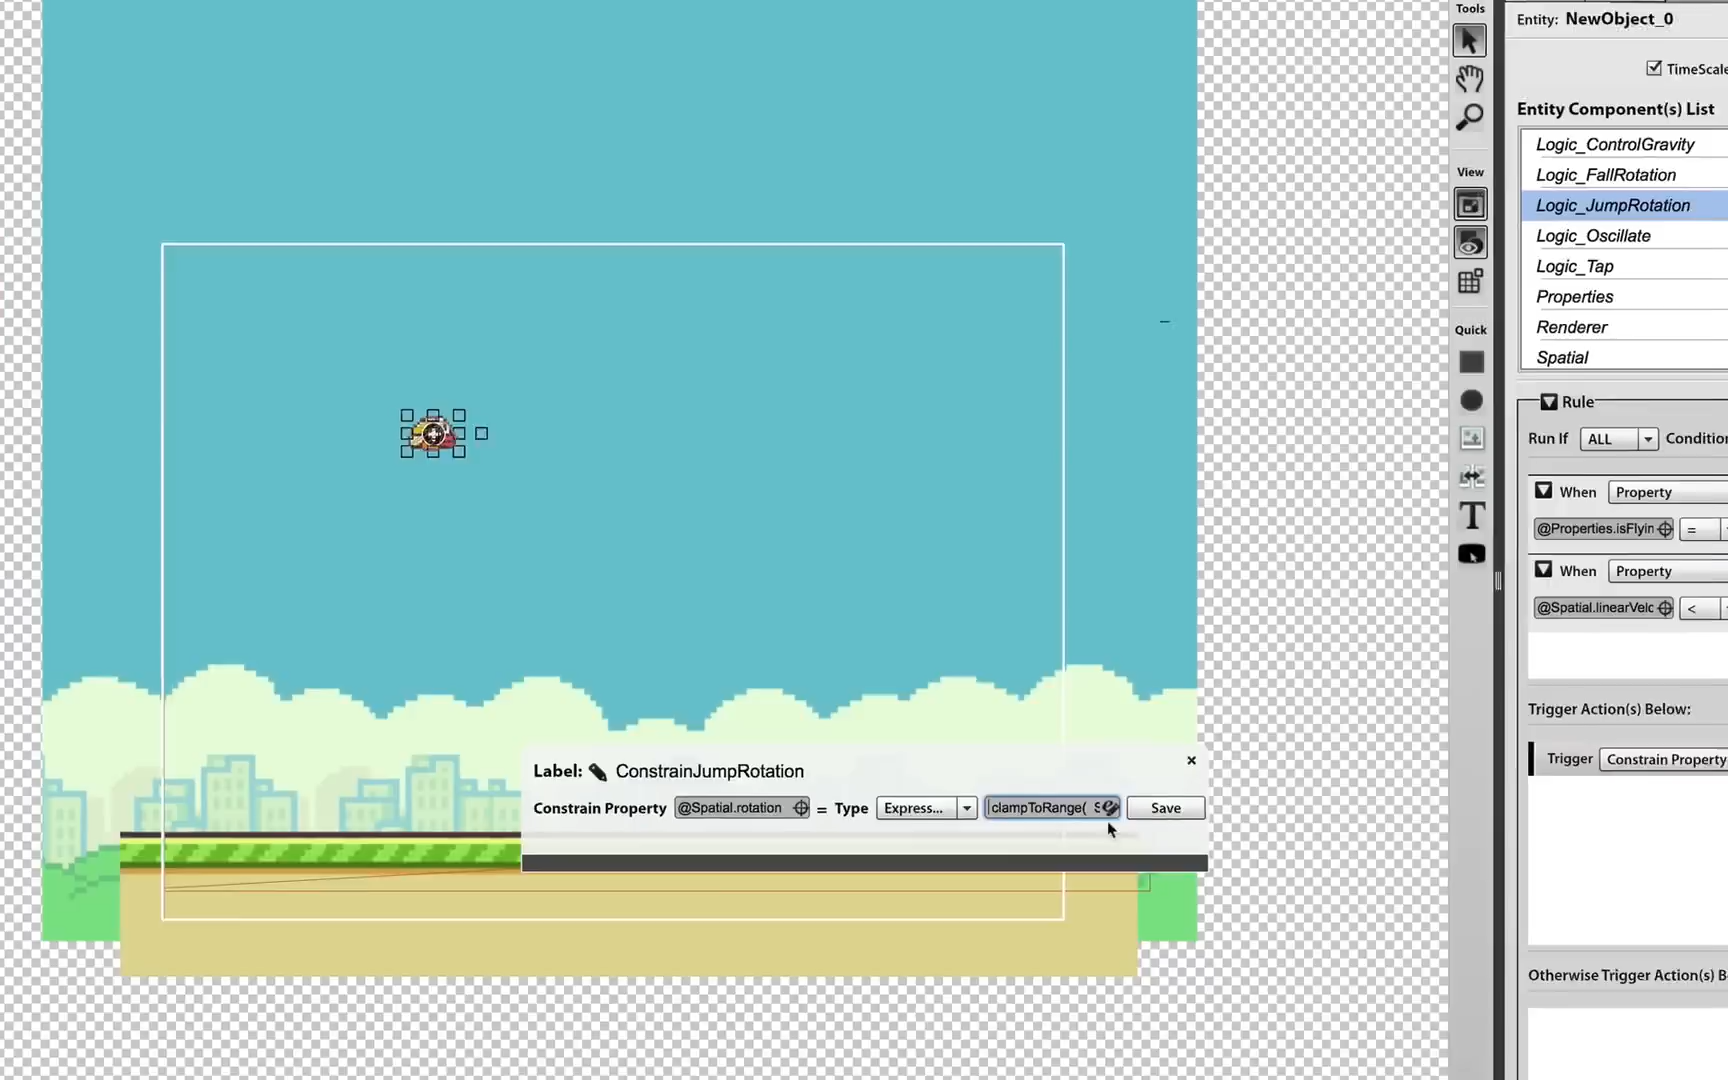 Tools
Entity: NewObject_0
TimeScale
Entity Component(s) List
Logic_ControlGravity
View
Logic_FallRotation
Logic_JumpRotation
Logic_Oscillate
Logic_Tap
Properties
Quick
Renderer
Spatial
Rule
Run If ALL Condition
When Property
@Properties.isFlyin =
When Property
@Spatial.linearVelc <
Trigger Action(s) Below:
Trigger Constrain Property
Label: ConstrainJumpRotation
Constrain Property @Spatial.rotation = Type Express... clampToRange( S Save
Otherwise Trigger Action(s) B